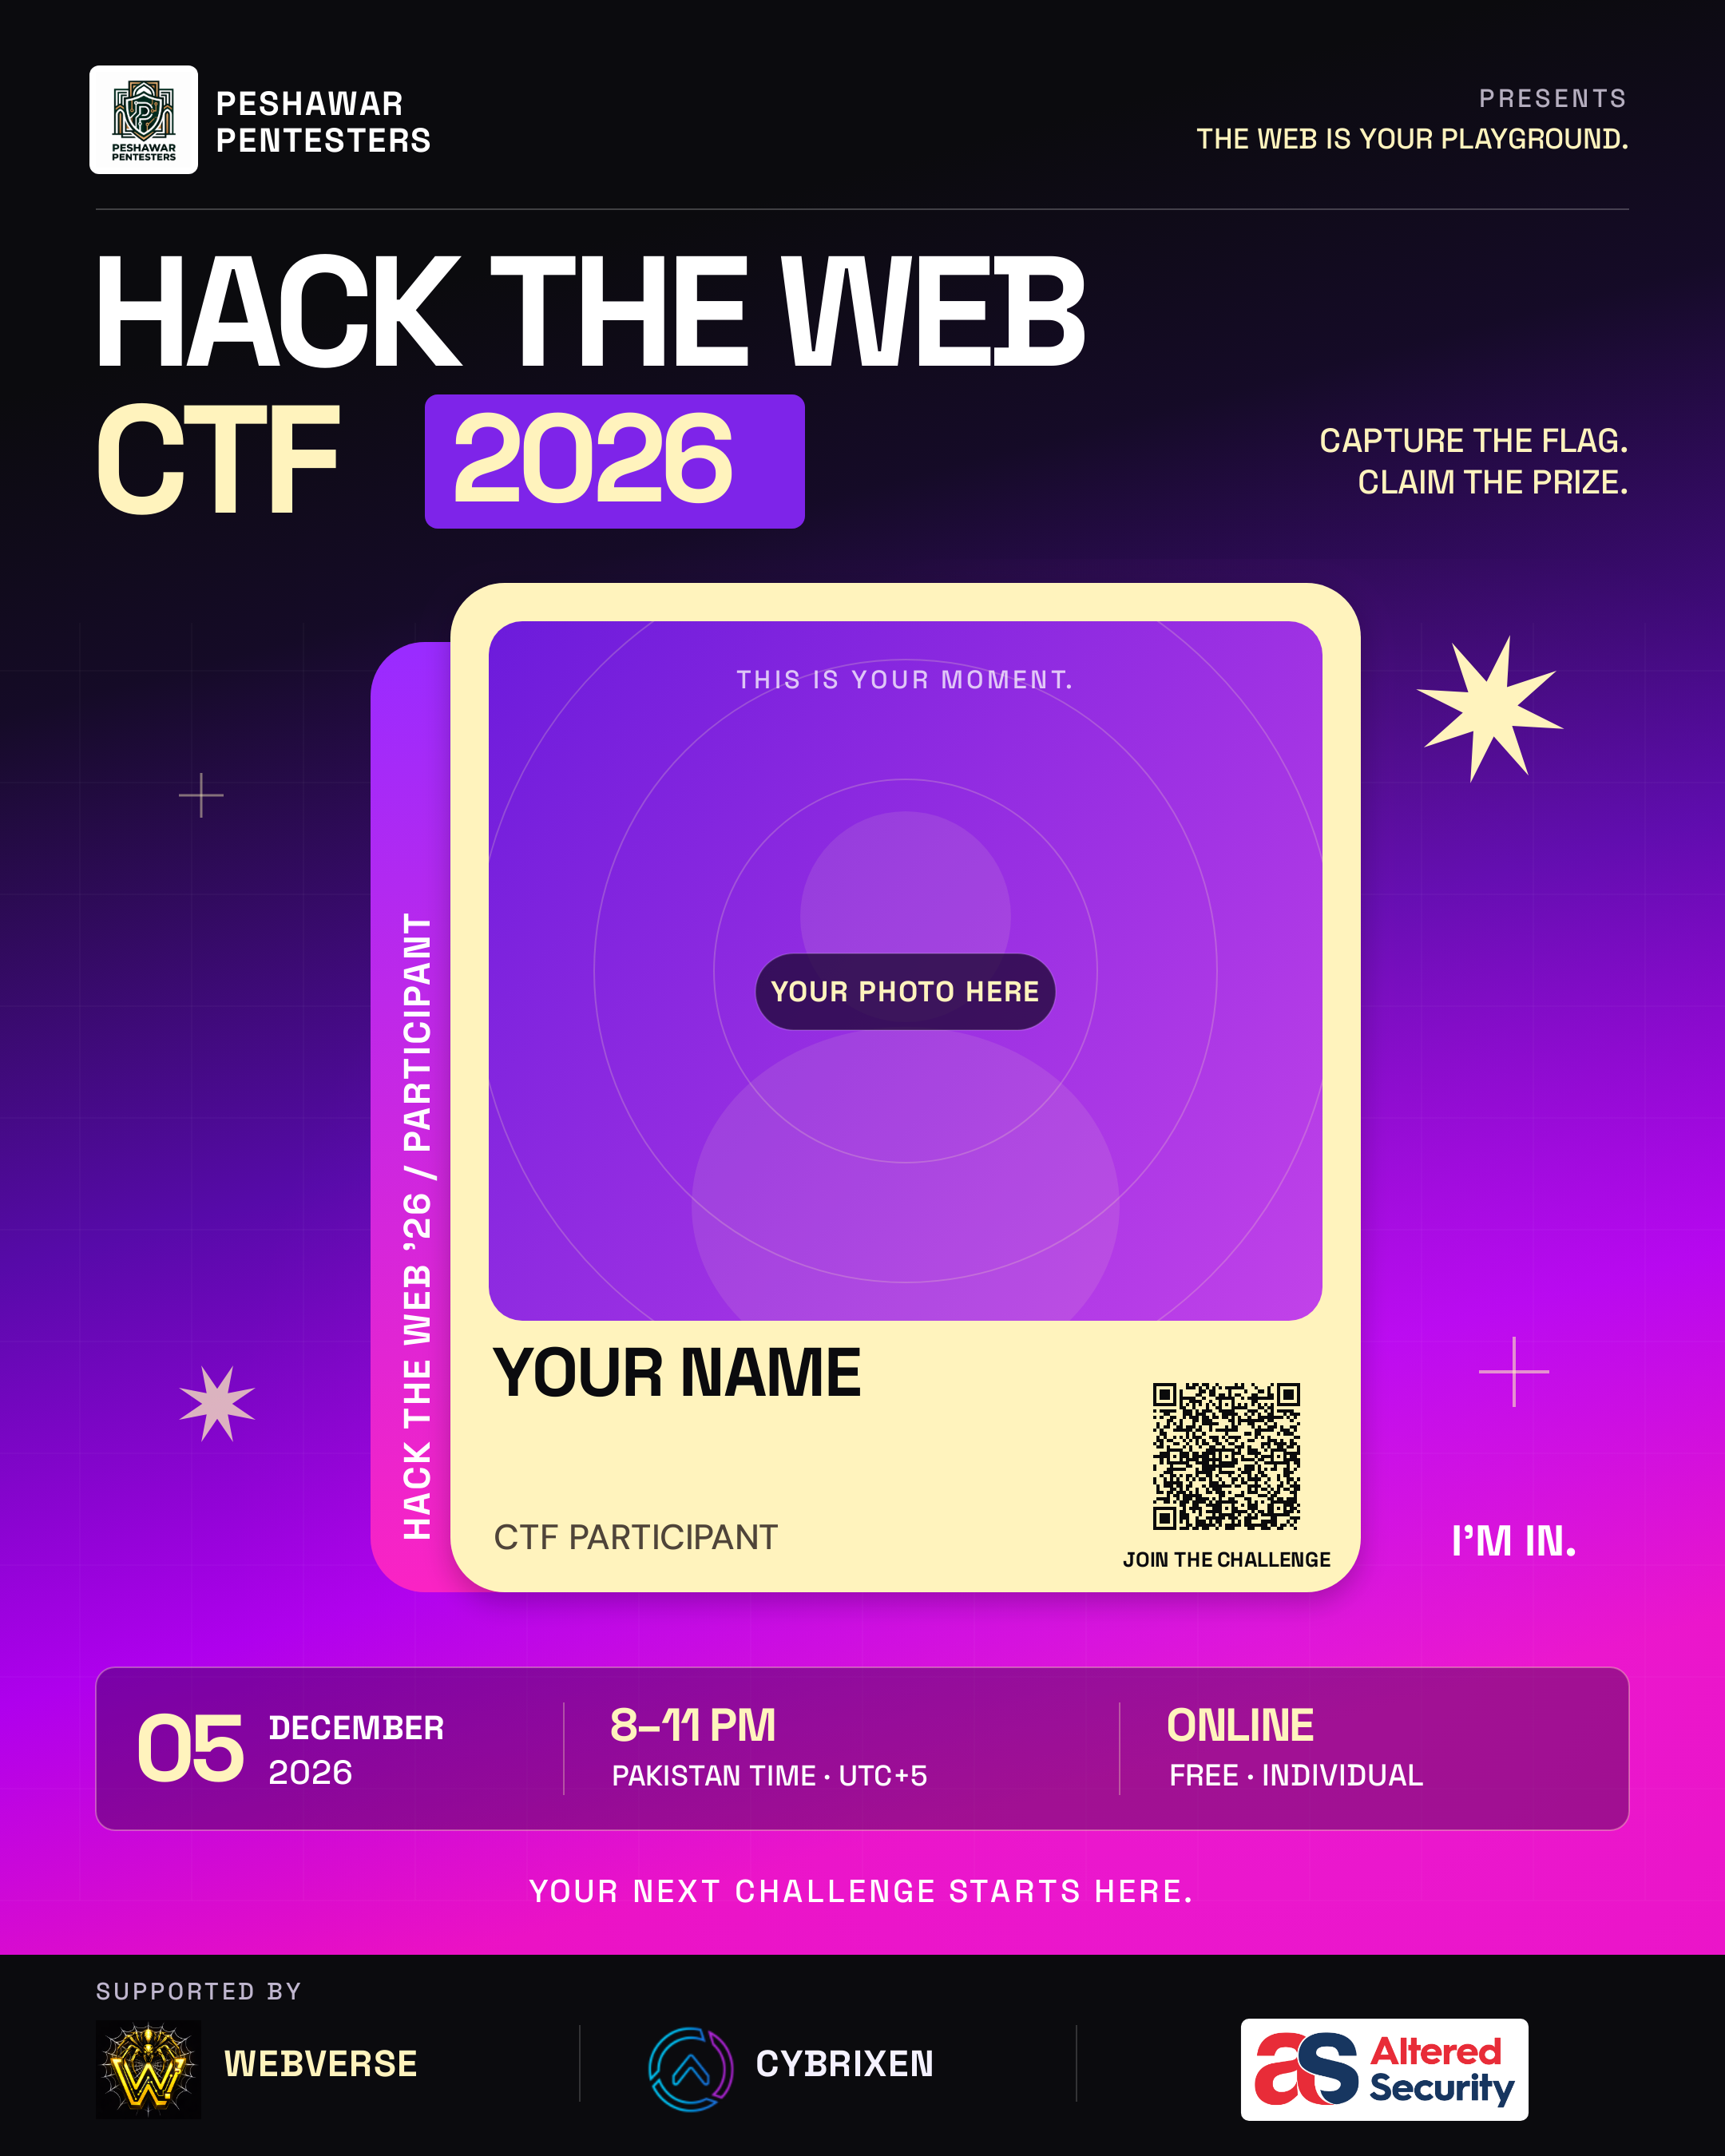 PESHAWAR
PENTESTERS
PESHAWAR
PENTESTERS
PRESENTS
THE WEB IS YOUR PLAYGROUND.
HACK THE WEB
CTF 2026
CAPTURE THE FLAG.
CLAIM THE PRIZE.
THIS IS YOUR MOMENT.
YOUR PHOTO HERE
HACK THE WEB ’26 / PARTICIPANT
YOUR NAME
CTF PARTICIPANT
JOIN THE CHALLENGE
I’M IN.
05 DECEMBER
2026
8–11 PM
PAKISTAN TIME · UTC+5
ONLINE
FREE · INDIVIDUAL
YOUR NEXT CHALLENGE STARTS HERE.
SUPPORTED BY
W
WEBVERSE
CYBRIXEN
as
Altered
Security